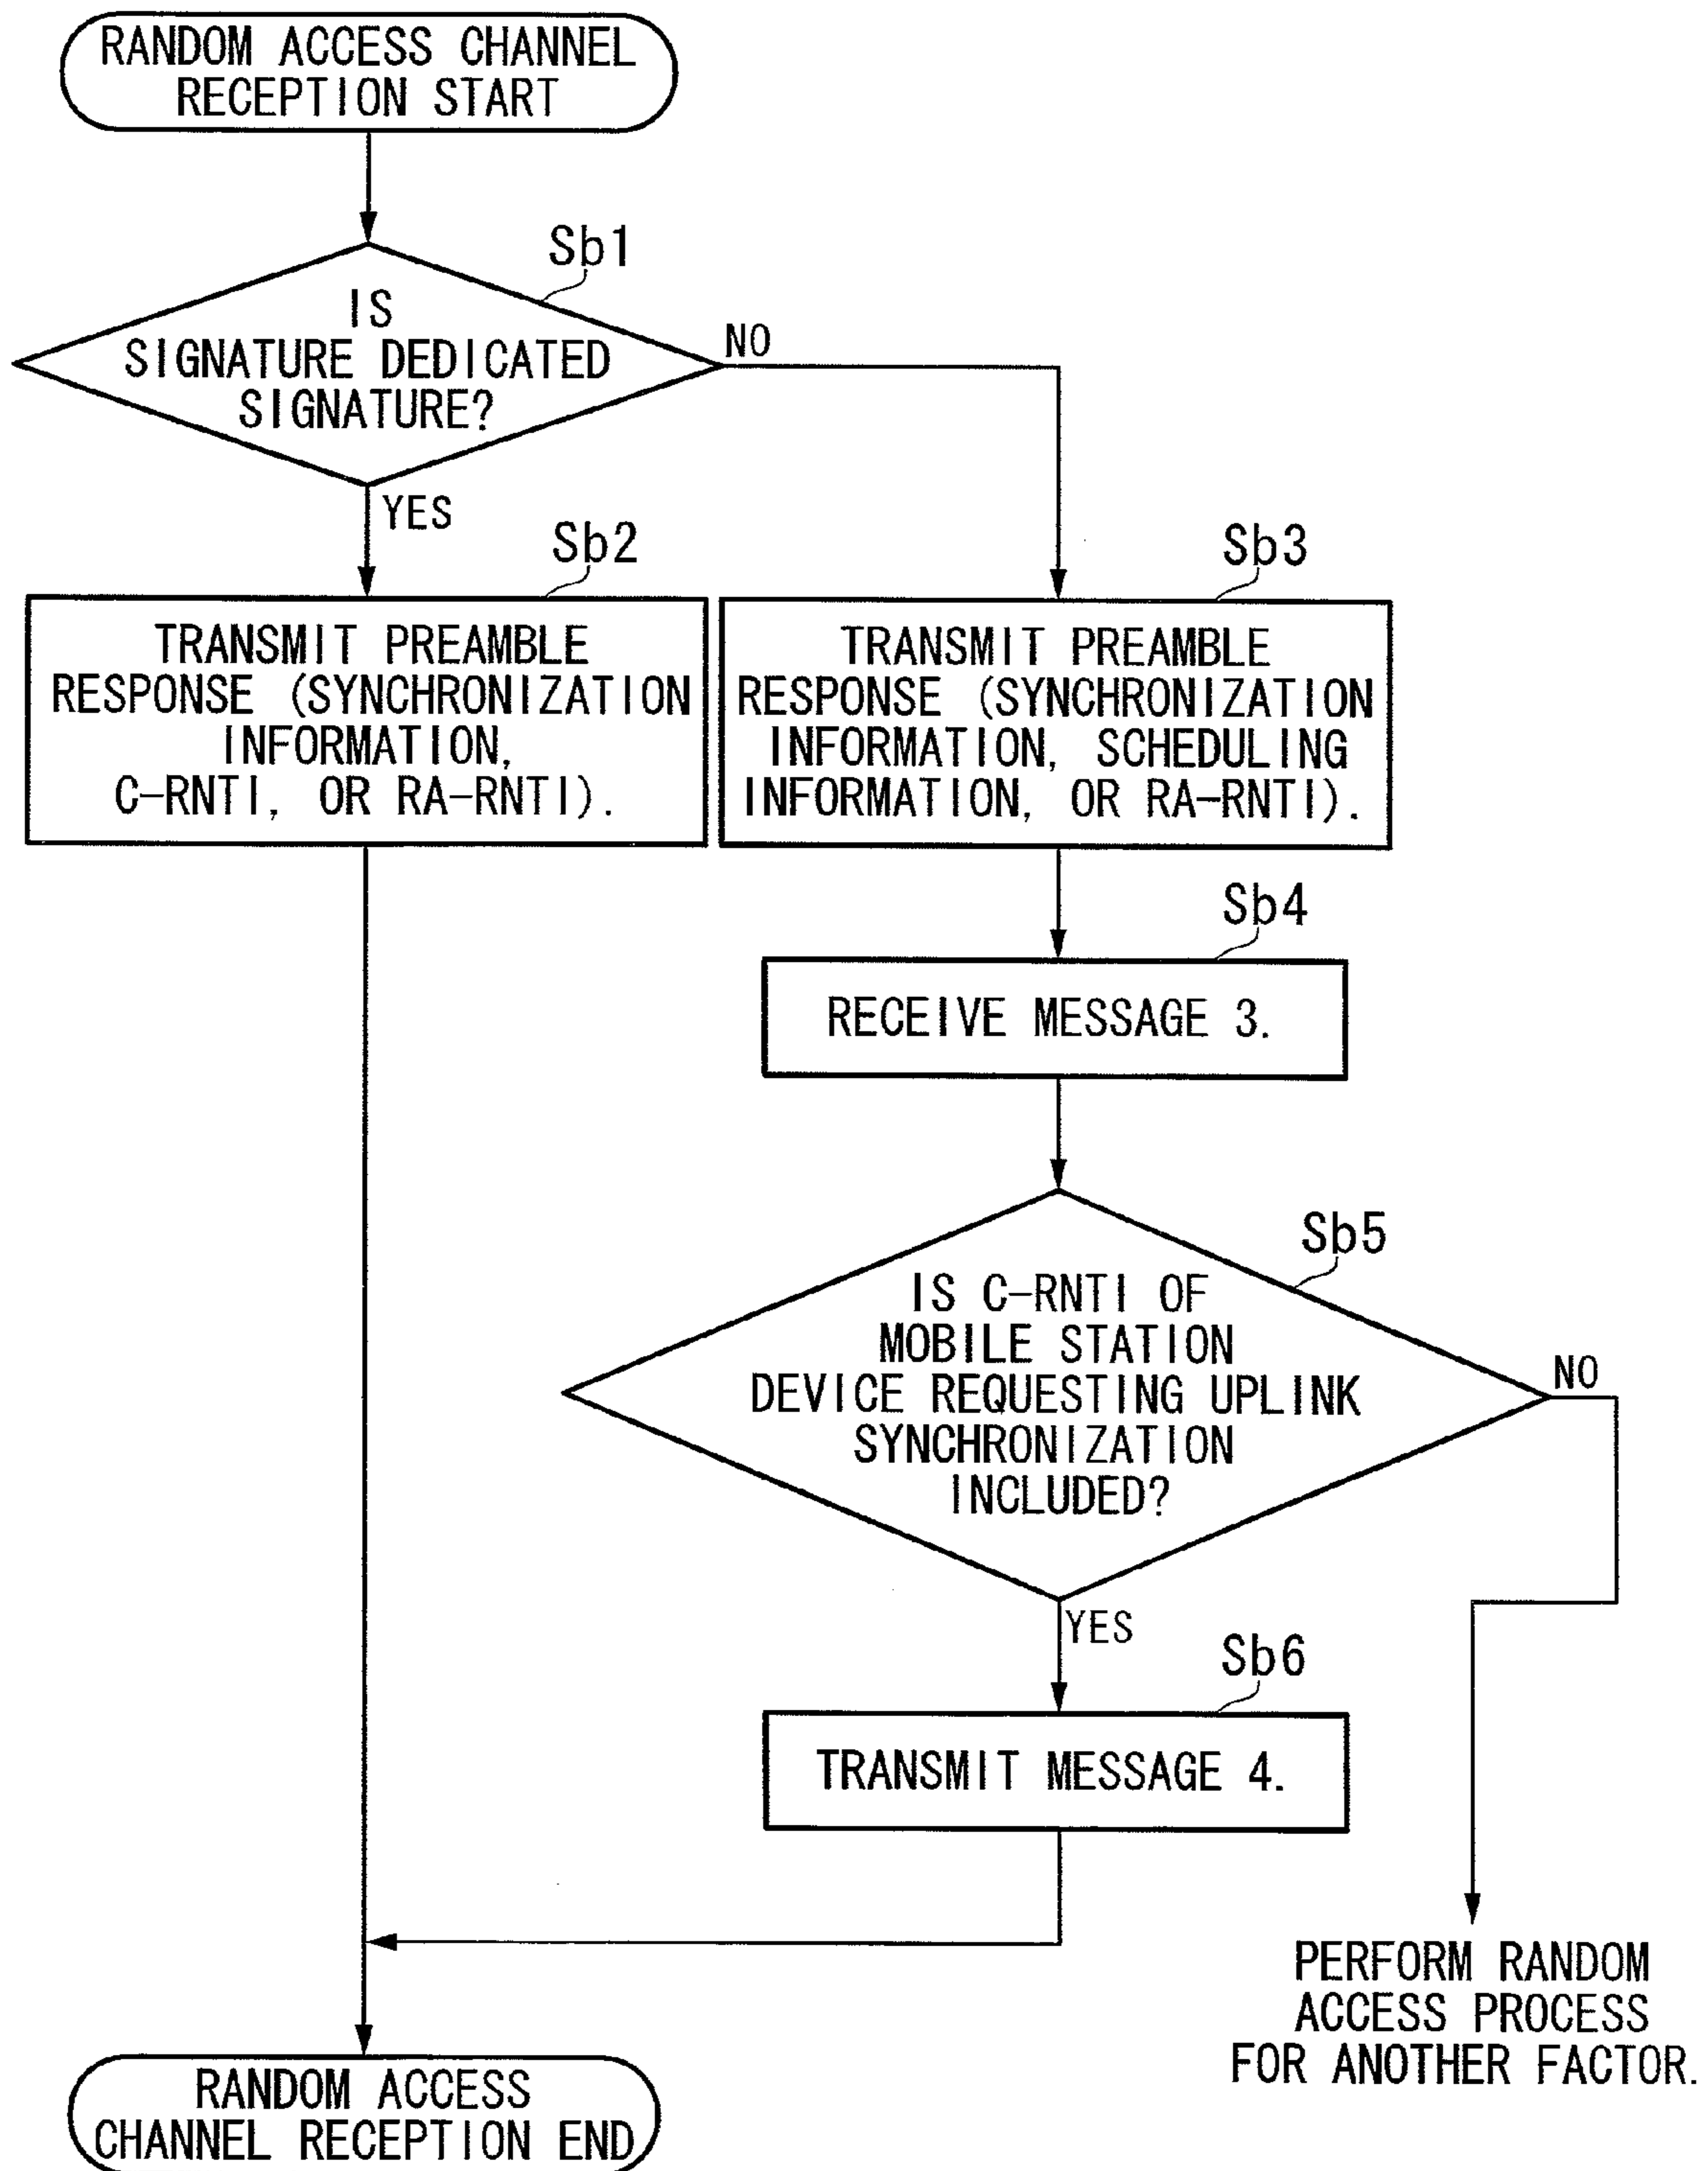 RANDOM ACCESS CHANNEL
RECEPTION START
Sb1
IS
SIGNATURE DEDICATED
SIGNATURE?
NO
YES
Sb2
TRANSMIT PREAMBLE
RESPONSE (SYNCHRONIZATION
INFORMATION,
C-RNTI, OR RA-RNTI).
Sb3
TRANSMIT PREAMBLE
RESPONSE (SYNCHRONIZATION
INFORMATION, SCHEDULING
INFORMATION, OR RA-RNTI).
Sb4
RECEIVE MESSAGE 3.
Sb5
IS C-RNTI OF
MOBILE STATION
DEVICE REQUESTING UPLINK
SYNCHRONIZATION
INCLUDED?
NO
YES
Sb6
TRANSMIT MESSAGE 4.
PERFORM RANDOM
ACCESS PROCESS
FOR ANOTHER FACTOR.
RANDOM ACCESS
CHANNEL RECEPTION END